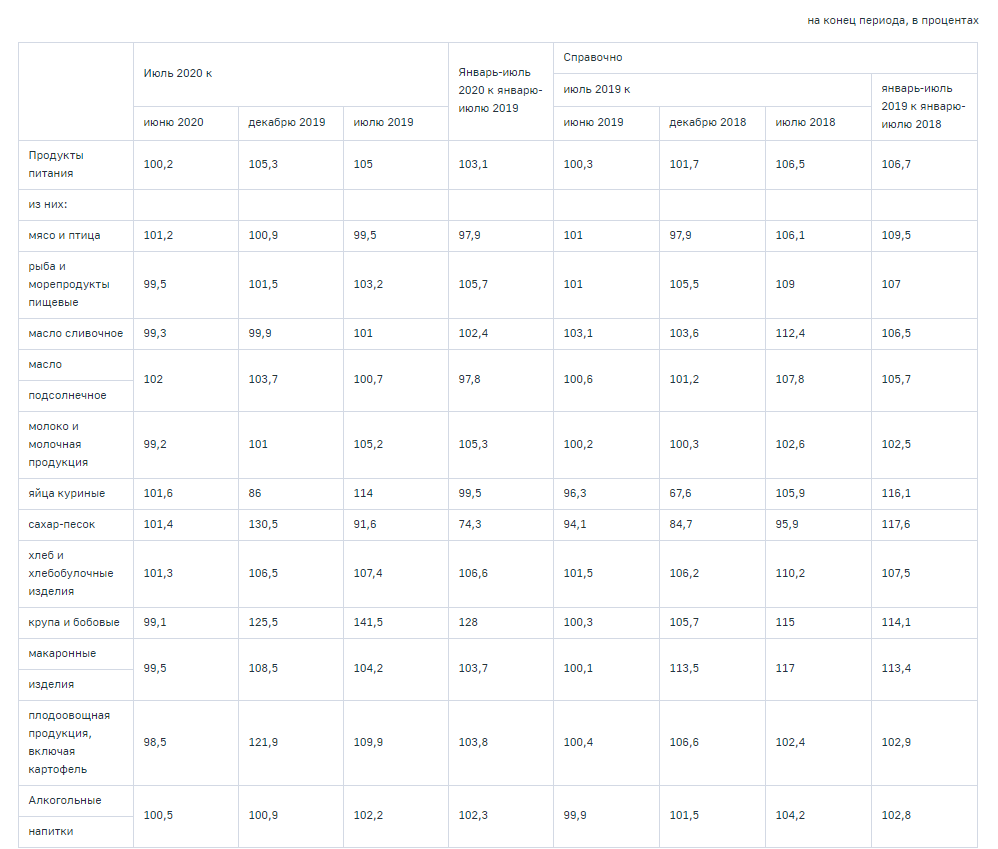 на конец периода, в процентах
Июль 2020 к
Январь-июль
2020 к январю-
июлю 2019
Справочно
июль 2019 к
январь-июль
2019 к январю-
июлю 2018
июню 2020
декабрю 2019
июлю 2019
июню 2019
декабрю 2018
июлю 2018
Продукты
питания
100,2
105,3
105
103,1
100,3
101,7
106,5
106,7
из них:
мясо и птица
101,2
100,9
99,5
97,9
101
97,9
106,1
109,5
рыба и
морепродукты
пищевые
99,5
101,5
103,2
105,7
101
105,5
109
107
масло сливочное
99,3
99,9
101
102,4
103,1
103,6
112,4
106,5
масло
подсолнечное
102
103,7
100,7
97,8
100,6
101,2
107,8
105,7
молоко и
молочная
продукция
99,2
101
105,2
105,3
100,2
100,3
102,6
102,5
яйца куриные
101,6
86
114
99,5
96,3
67,6
105,9
116,1
сахар-песок
101,4
130,5
91,6
74,3
94,1
84,7
95,9
117,6
хлеб и
хлебобулочные
изделия
101,3
106,5
107,4
106,6
101,5
106,2
110,2
107,5
крупа и бобовые
99,1
125,5
141,5
128
100,3
105,7
115
114,1
макаронные
изделия
99,5
108,5
104,2
103,7
100,1
113,5
117
113,4
плодоовощная
продукция,
включая
картофель
98,5
121,9
109,9
103,8
100,4
106,6
102,4
102,9
Алкогольные
напитки
100,5
100,9
102,2
102,3
99,9
101,5
104,2
102,8